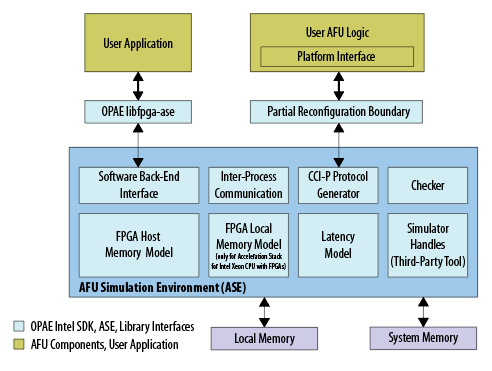 User Application
User AFU Logic
Platform Interface
OPAE libfpga-ase
Partial Reconfiguration Boundary
Software Back-End
Interface
Inter-Process
Communication
CCI-P Protocol
Generator
Checker
FPGA Host
Memory Model
FPGA Local
Memory Model
(only for Acceleration Stack
for Intel Xeon CPU with FPGAs)
Latency
Model
Simulator
Handles
(Third-Party Tool)
AFU Simulation Environment (ASE)
OPAE Intel SDK, ASE, Library Interfaces
AFU Components, User Application
Local Memory
System Memory